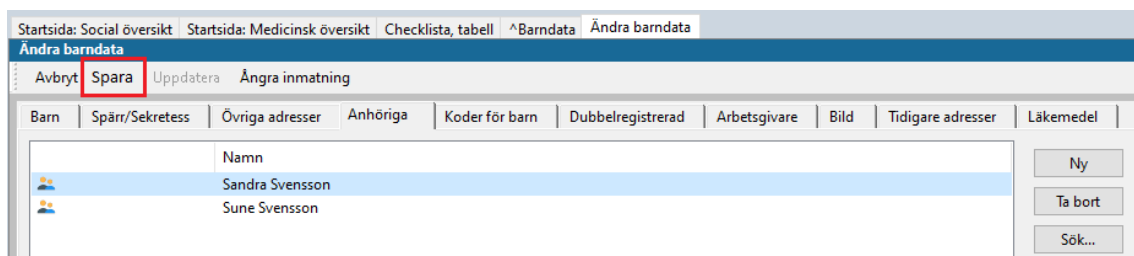 Startsida: Social översikt Startsida: Medicinsk översikt Checklista, tabell ^Barndata Ändra barndata
Ändra barndata
Avbryt Spara Uppdatera Ångra inmatning
Barn Spärr/Sekretess Övriga adresser Anhöriga Koder för barn Dubbelregistrerad Arbetsgivare Bild Tidigare adresser Läkemedel
Namn Ny
Sandra Svensson
Sune Svensson Ta bort
Sök...